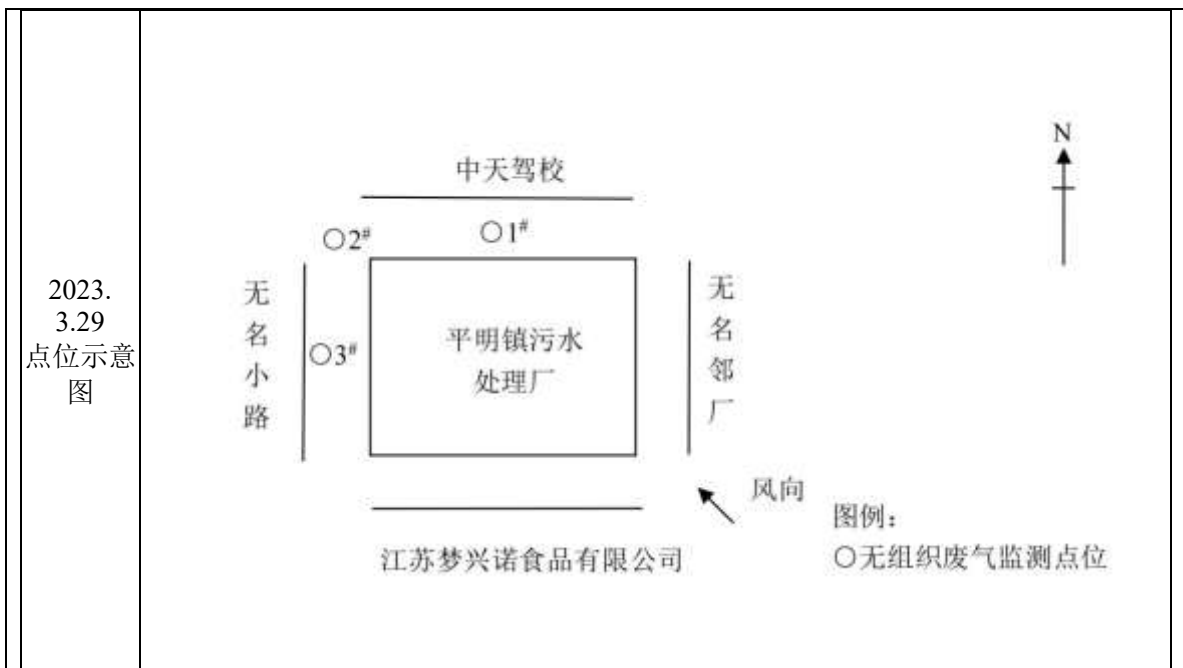 2023.
3.29
点位示意
图
N
中天驾校
○2#
○1#
无名小路
○3#
平明镇污水
处理厂
无名邻厂
风向
江苏梦兴诺食品有限公司
图例：
○无组织废气监测点位